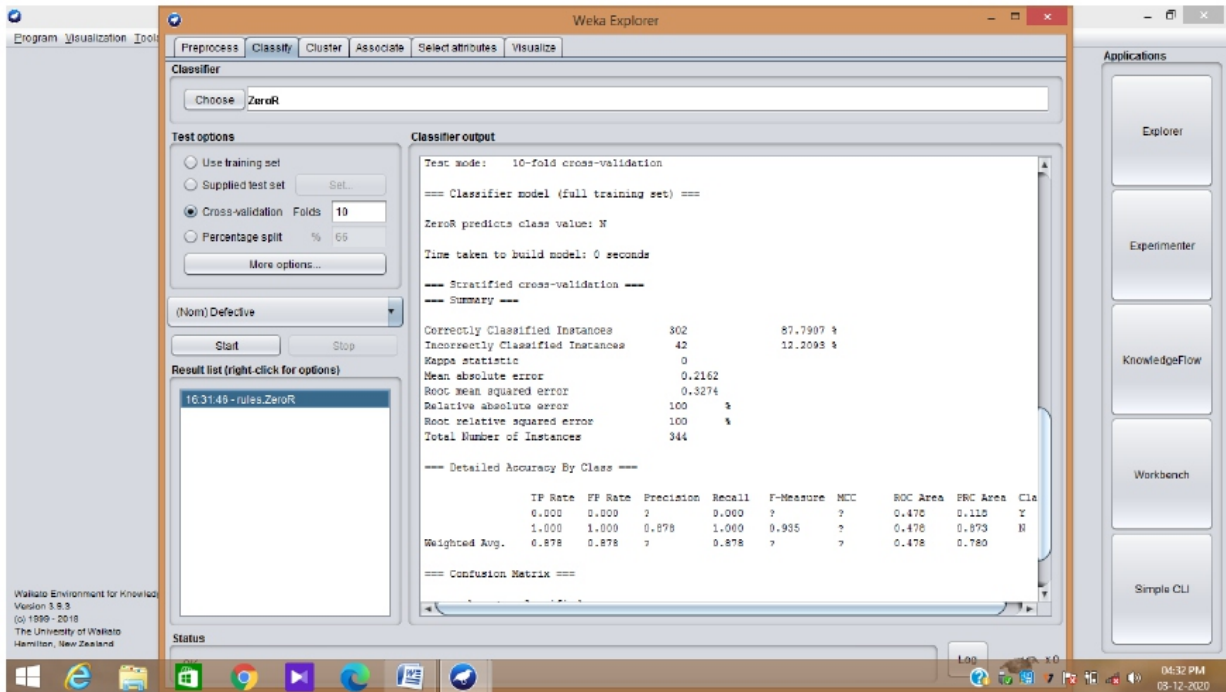 Weka Explorer
Program Visualization Tools
Preprocess Classify Cluster Associate Select attributes Visualize
Applications
Classifier
Choose ZeroR
Test options
Use training set
Supplied test set Set...
Cross-validation Folds 10
Percentage split % 66
More options...
(Nom) Defective
Start Stop
Result list (right-click for options)
16:31:46 - rules.ZeroR
Classifier output
Test mode: 10-fold cross-validation
=== Classifier model (full training set) ===
ZeroR predicts class value: N
Time taken to build model: 0 seconds
=== Stratified cross-validation ===
=== Summary ===
Correctly Classified Instances 302 87.7907 %
Incorrectly Classified Instances 42 12.2093 %
Kappa statistic 0
Mean absolute error 0.2162
Root mean squared error 0.3274
Relative absolute error 100 %
Root relative squared error 100 %
Total Number of Instances 344
=== Detailed Accuracy By Class ===
TP Rate FP Rate Precision Recall F-Measure MCC ROC Area PRC Area Cla
0.000 0.000 ? 0.000 ? ? 0.478 0.118 Y
1.000 1.000 0.878 1.000 0.935 ? 0.478 0.873 N
Weighted Avg. 0.878 0.878 ? 0.878 ? ? 0.478 0.780
=== Confusion Matrix ===
Explorer
Experimenter
KnowledgeFlow
Workbench
Simple CLI
Waikato Environment for Knowled
Version 3.9.3
(c) 1999 - 2018
The University of Waikato
Hamilton, New Zealand
Status
Log x 0
04:32 PM
03-12-2020